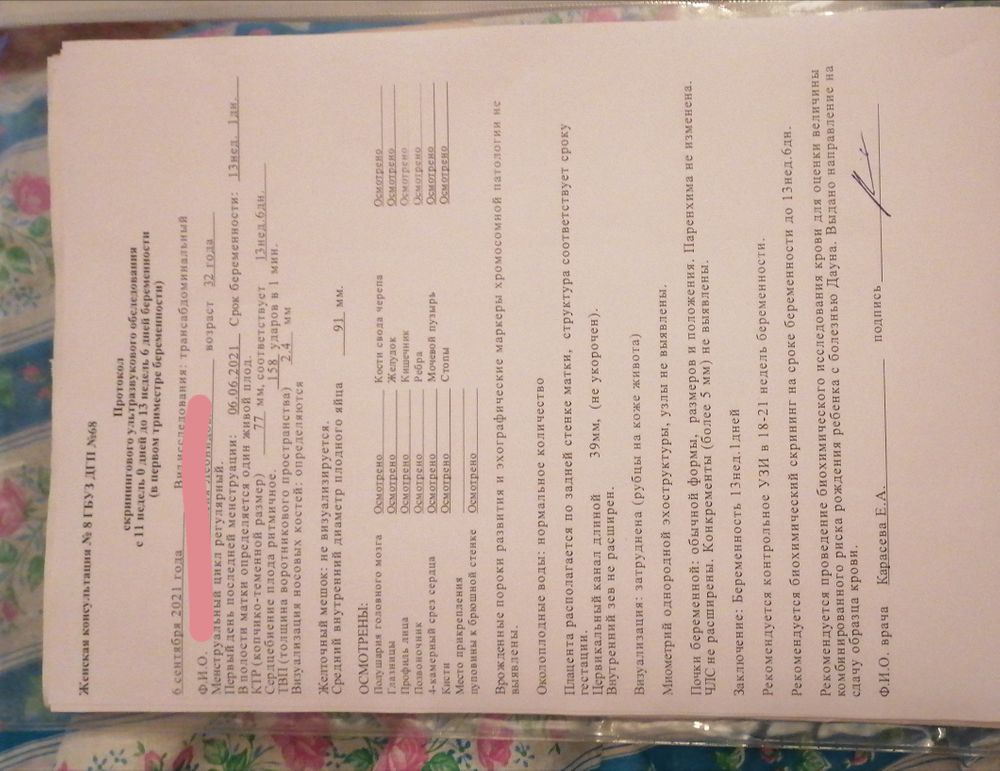 Женская консультация № 8 ГБУЗ ДГП №68
Протокол
скринингового ультразвукового обследования
с 11 недель 0 дней до 13 недель 6 дней беременности
(в первом триместре беременности)
6 сентября 2021 года Вид исследования: трансабдоминальный
Ф.И.О. возраст 32 года
Менструальный цикл регулярный.
Первый день последней менструации: 06.06.2021 Срок беременности: 13нед. 1дн.
В полости матки определяется один живой плод.
КТР (копчико-теменной размер) 77 мм, соответствует 13нед.6дн.
Сердцебиение плода ритмичное. 158 ударов в 1 мин.
ТВП (толщина воротникового пространства) 2,4 мм
Визуализация носовых костей: определяются
Желточный мешок: не визуализируется.
Средний внутренний диаметр плодного яйца 91 мм.
ОСМОТРЕНЫ:
Полушария головного мозга Осмотрено Кости свода черепа Осмотрено
Глазницы Осмотрено Желудок Осмотрено
Профиль лица Осмотрено Кишечник Осмотрено
Позвоночник Осмотрено Ребра Осмотрено
4-камерный срез сердца Осмотрено Мочевой пузырь Осмотрено
Кисти Осмотрено Стопы Осмотрено
Место прикрепления
пуповины к брюшной стенке Осмотрено
Врожденные пороки развития и эхографические маркеры хромосомной патологии не
выявлены.
Околоплодные воды: нормальное количество
Плацента располагается по задней стенке матки, структура соответствует сроку
гестации.
Цервикальный канал длиной 39мм, (не укорочен).
Внутренний зев не расширен.
Визуализация: затруднена (рубцы на коже живота)
Миометрий однородной эхоструктуры, узлы не выявлены.
Почки беременной: обычной формы, размеров и положения. Паренхима не изменена.
ЧЛС не расширены. Конкременты (более 5 мм) не выявлены.
Заключение:: Беременность 13нед.1дней
Рекомендуется контрольное УЗИ в 18-21 недель беременности.
Рекомендуется биохимический скрининг на сроке беременности до 13нед.6дн.
Рекомендуется проведение биохимического исследования крови для оценки величины
комбинированного риска рождения ребенка с болезнью Дауна. Выдано направление на
сдачу образца крови.
Ф.И.О. врача Карасева Е.А. подпись